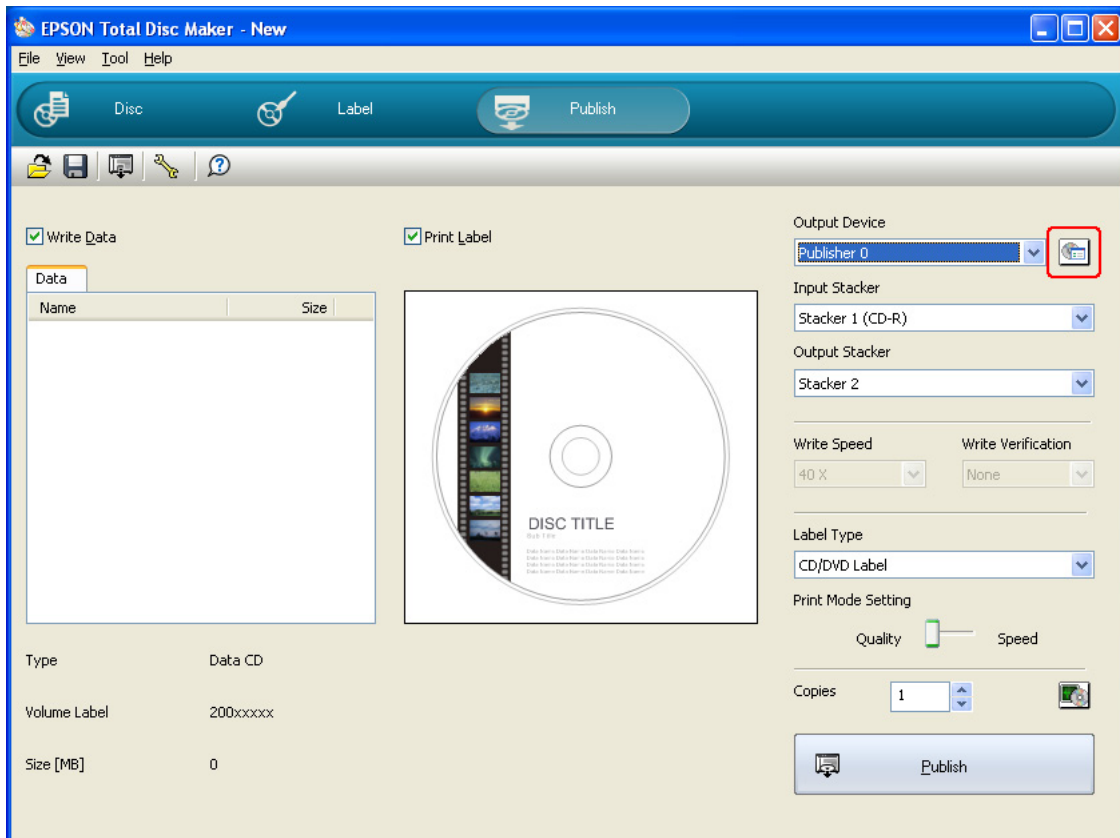 EPSON Total Disc Maker - New
File View Tool Help
Disc Label Publish
Write Data
Print Label
Output Device
Publisher 0
Data
Name Size
Input Stacker
Stacker 1 (CD-R)
Output Stacker
Stacker 2
Write Speed Write Verification
40 X None
DISC TITLE
Sub Title
Label Type
CD/DVD Label
Print Mode Setting
Quality Speed
Type Data CD
Copies 1
Volume Label 200xxxxx
Size [MB] 0
Publish